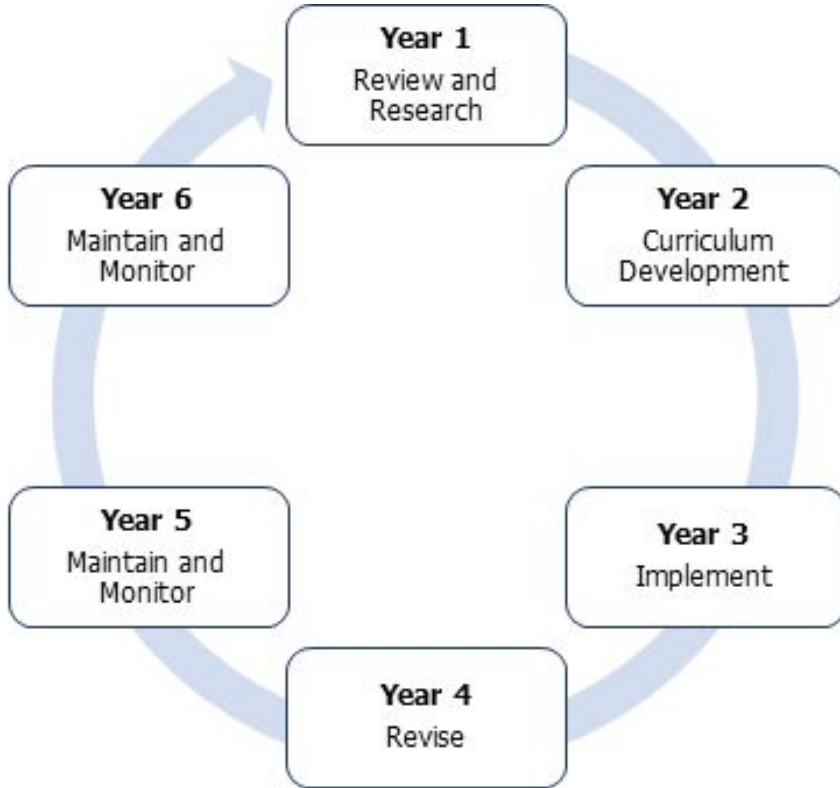 Year 1
Review and
Research
Year 2
Curriculum
Development
Year 3
Implement
Year 4
Revise
Year 5
Maintain and
Monitor
Year 6
Maintain and
Monitor